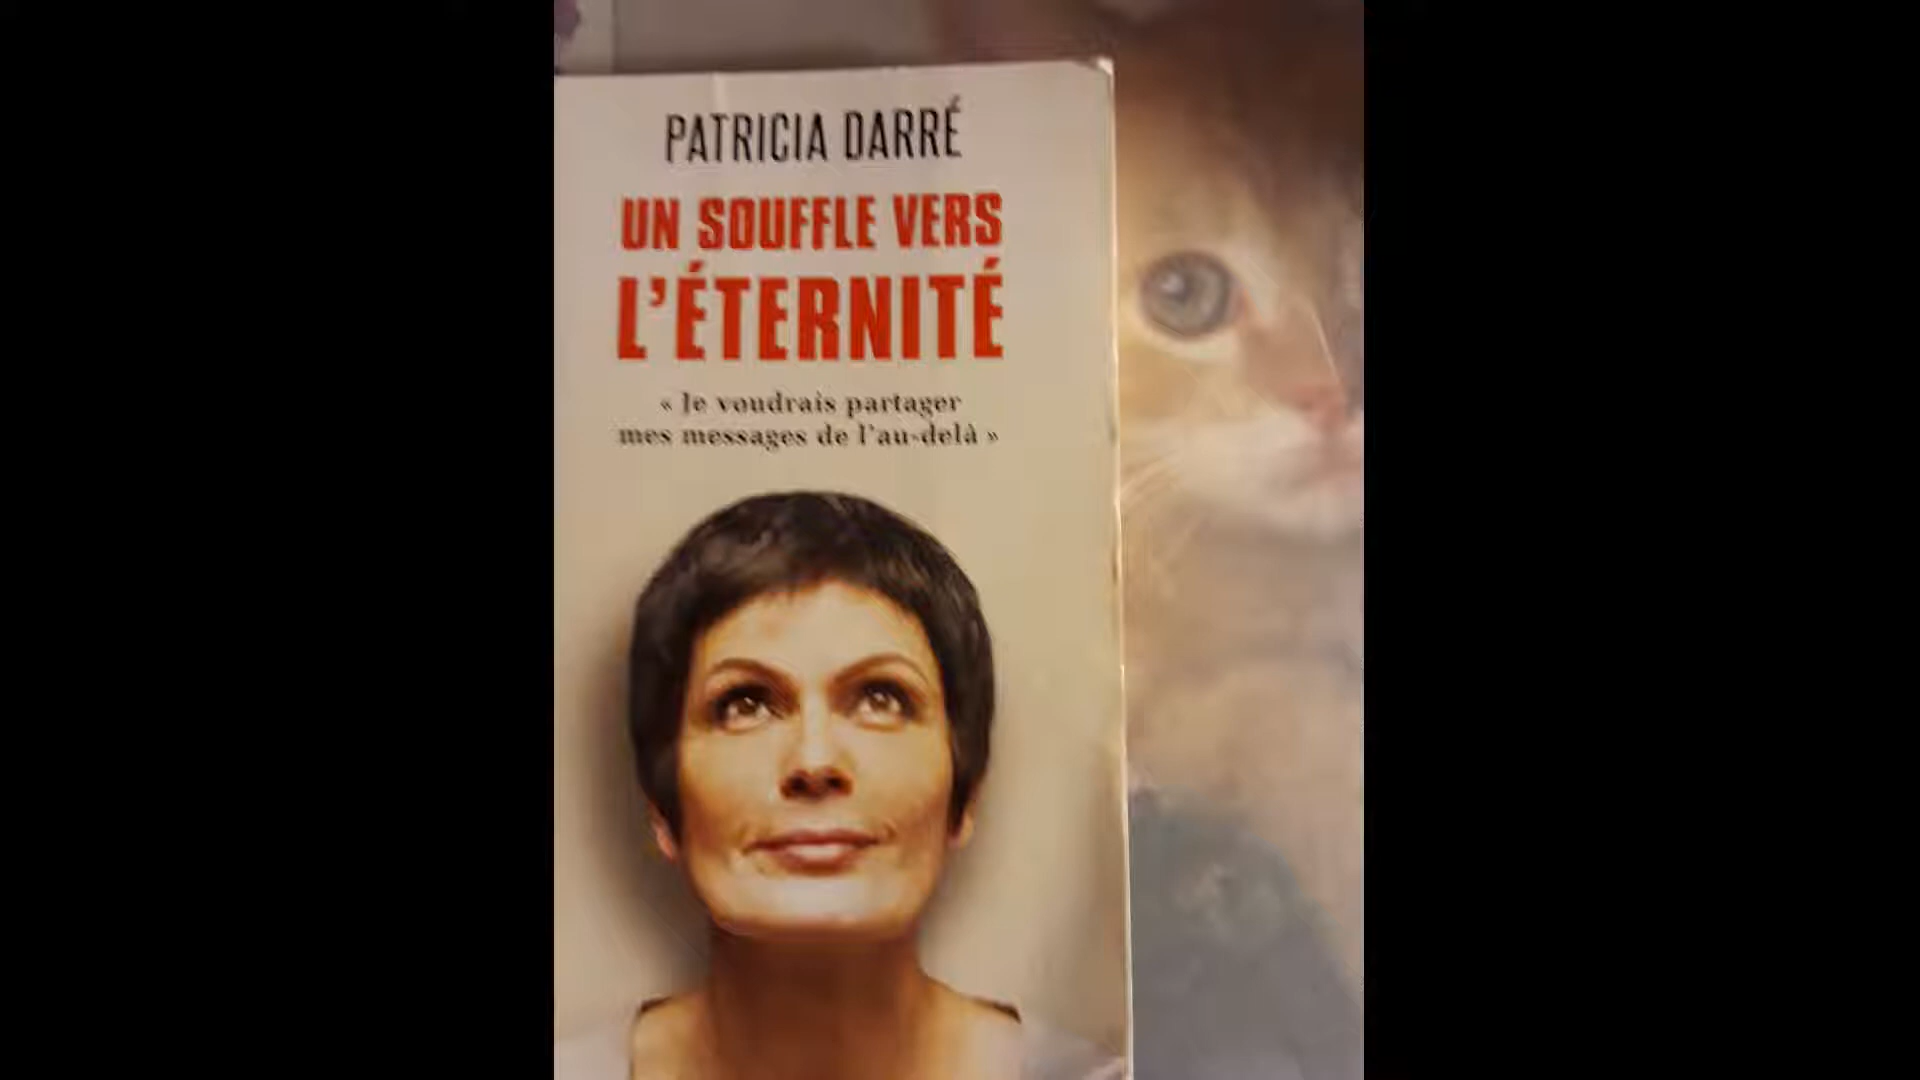 PATRICIA DARRÉ
UN SOUFFLE VERS
L'ÉTERNITÉ
« Je voudrais partager
mes messages de l'au-delà »